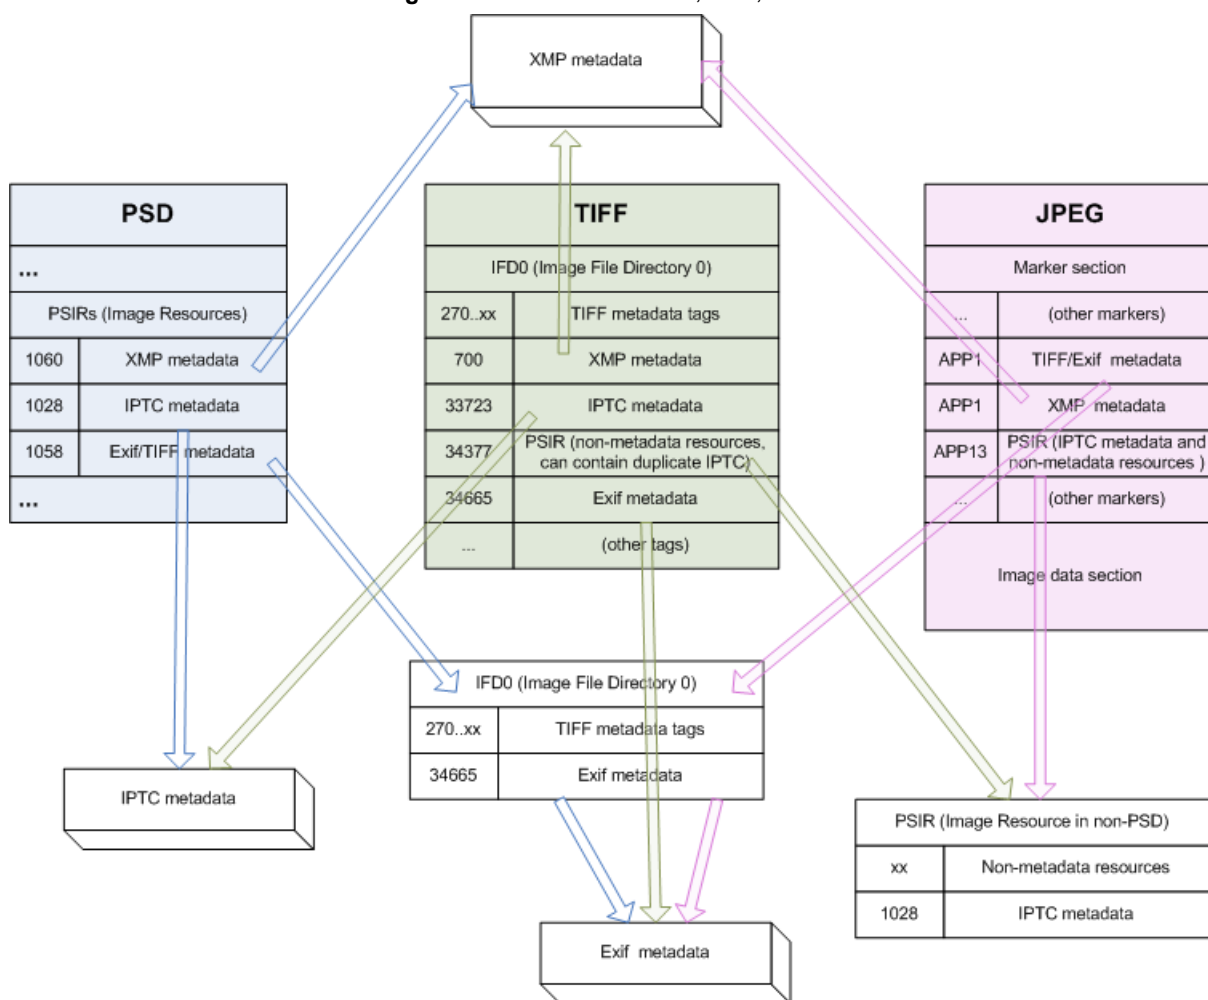 XMP metadata
PSD
...
PSIRs (Image Resources)
1060 XMP metadata
1028 IPTC metadata
1058 Exif/TIFF metadata
...
TIFF
IFD0 (Image File Directory 0)
270..xx TIFF metadata tags
700 XMP metadata
33723 IPTC metadata
34377 PSIR (non-metadata resources,
can contain duplicate IPTC)
34665 Exif metadata
... (other tags)
JPEG
Marker section
... (other markers)
APP1 TIFF/Exif metadata
APP1 XMP metadata
APP13 PSIR (IPTC metadata and
non-metadata resources )
... (other markers)
Image data section
IFD0 (Image File Directory 0)
270..xx TIFF metadata tags
34665 Exif metadata
IPTC metadata
PSIR (Image Resource in non-PSD)
xx Non-metadata resources
1028 IPTC metadata
Exif metadata